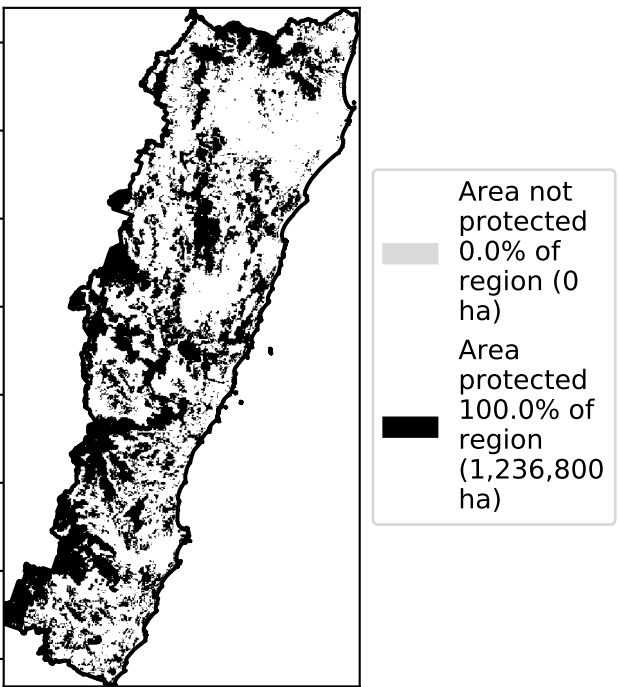 Area not
protected
0.0% of
region (0
ha)
Area
protected
100.0% of
region
(1,236,800
ha)